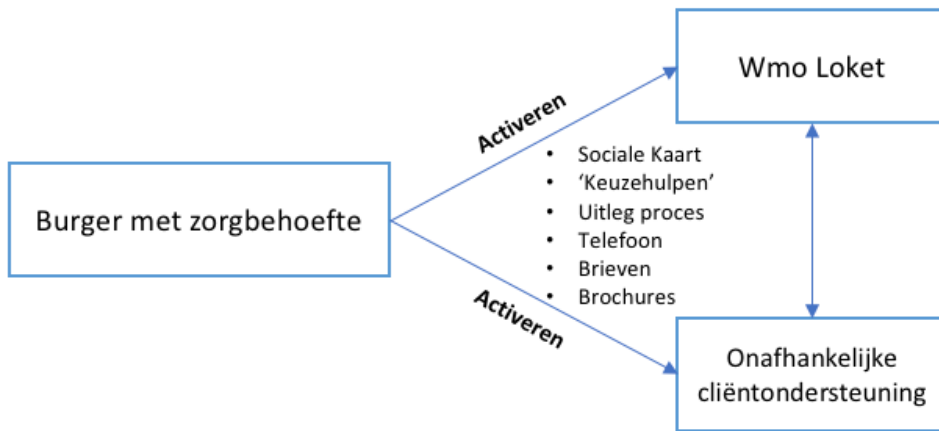 Wmo Loket
Activeren
• Sociale Kaart
• ‘Keuzehulpen’
• Uitleg proces
• Telefoon
• Brieven
• Brochures
Burger met zorgbehoefte
Activeren
Onafhankelijke
cliëntondersteuning